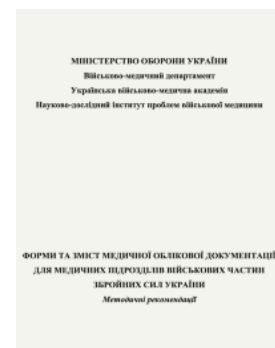 МІНІСТЕРСТВО ОБОРОНИ УКРАЇНИ
Військово-медичний департамент
Українська військово-медична академія
Науково-дослідний інститут проблем військової медицини
ФОРМИ ТА ЗМІСТ МЕДИЧНОЇ ОБЛІКОВОЇ ДОКУМЕНТАЦІЇ
ДЛЯ МЕДИЧНИХ ПІДРОЗДІЛІВ ВІЙСЬКОВИХ ЧАСТИН
ЗБРОЙНИХ СИЛ УКРАЇНИ
Методичні рекомендації